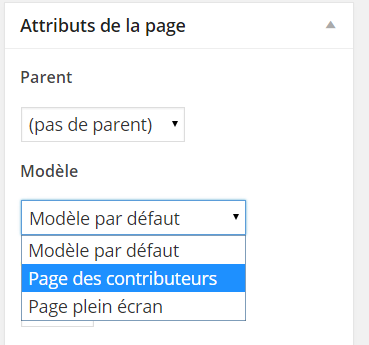 Attributs de la page
Parent
(pas de parent)
Modèle
Modèle par défaut
Modèle par défaut
Page des contributeurs
Page plein écran